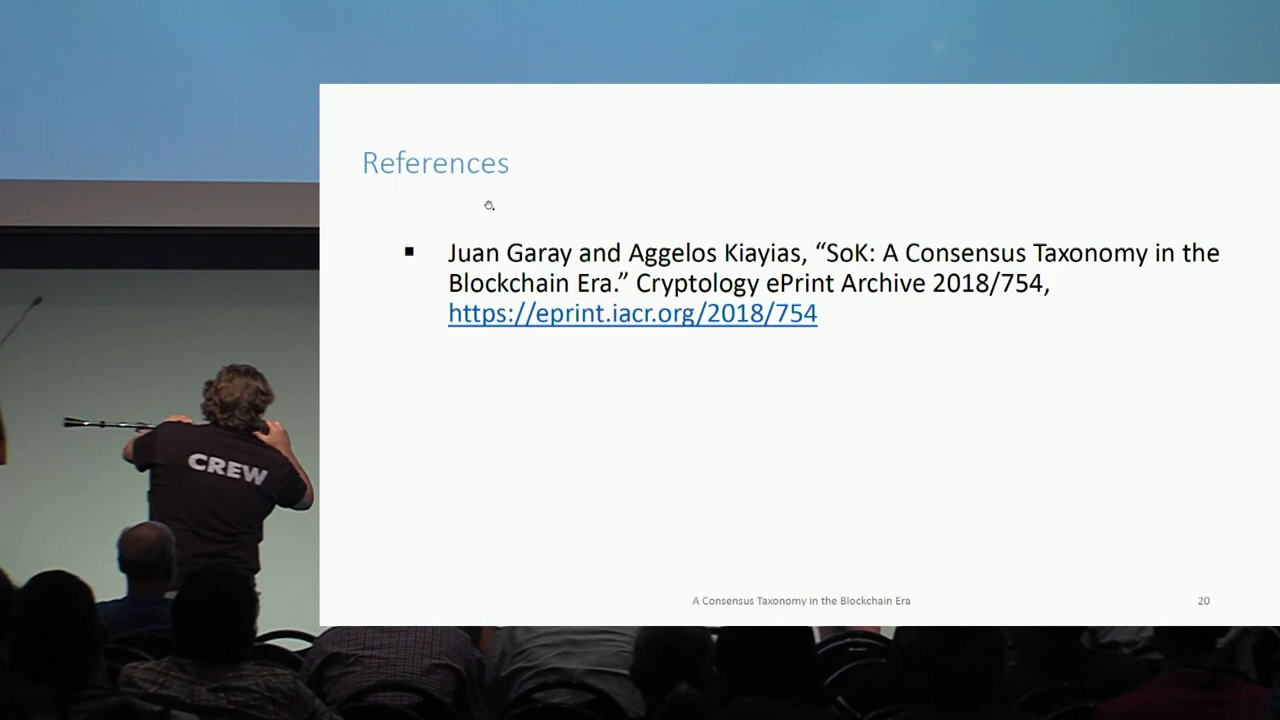 References
▪ Juan Garay and Aggelos Kiayias, “SoK: A Consensus Taxonomy in the
Blockchain Era.” Cryptology ePrint Archive 2018/754,
https://eprint.iacr.org/2018/754
CREW
A Consensus Taxonomy in the Blockchain Era
20